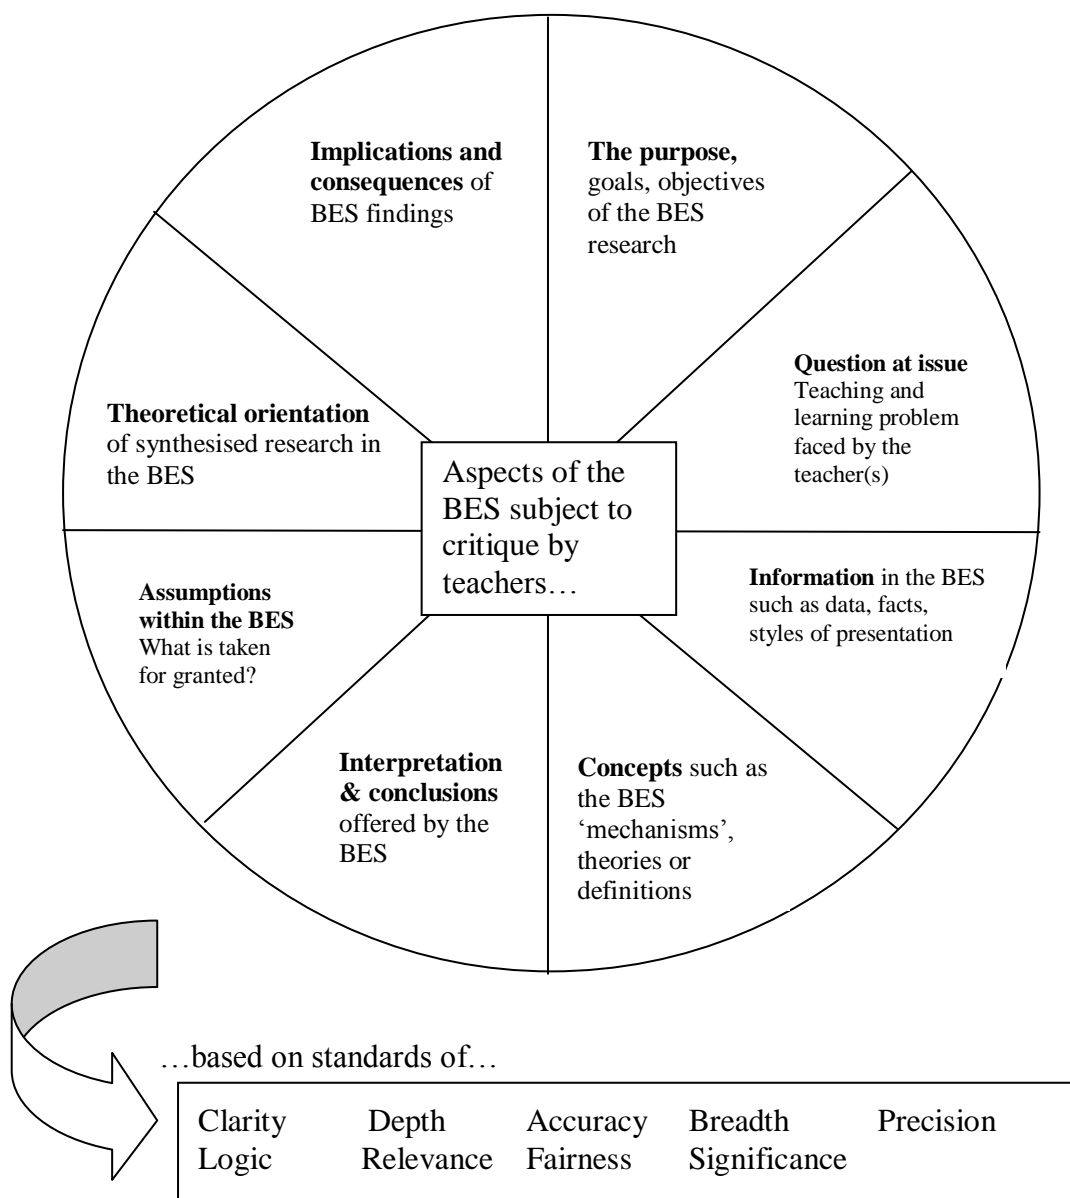 Implications and
consequences of
BES findings
The purpose,
goals, objectives
of the BES
research
Question at issue
Teaching and
learning problem
faced by the
teacher(s)
Theoretical orientation
of synthesised research in
the BES
Aspects of the
BES subject to
critique by
teachers…
Information in the BES
such as data, facts,
styles of presentation
Assumptions
within the BES
What is taken
for granted?
Interpretation
& conclusions
offered by the
BES
Concepts such as
the BES
‘mechanisms’,
theories or
definitions
…based on standards of…
Clarity Depth Accuracy Breadth Precision
Logic Relevance Fairness Significance